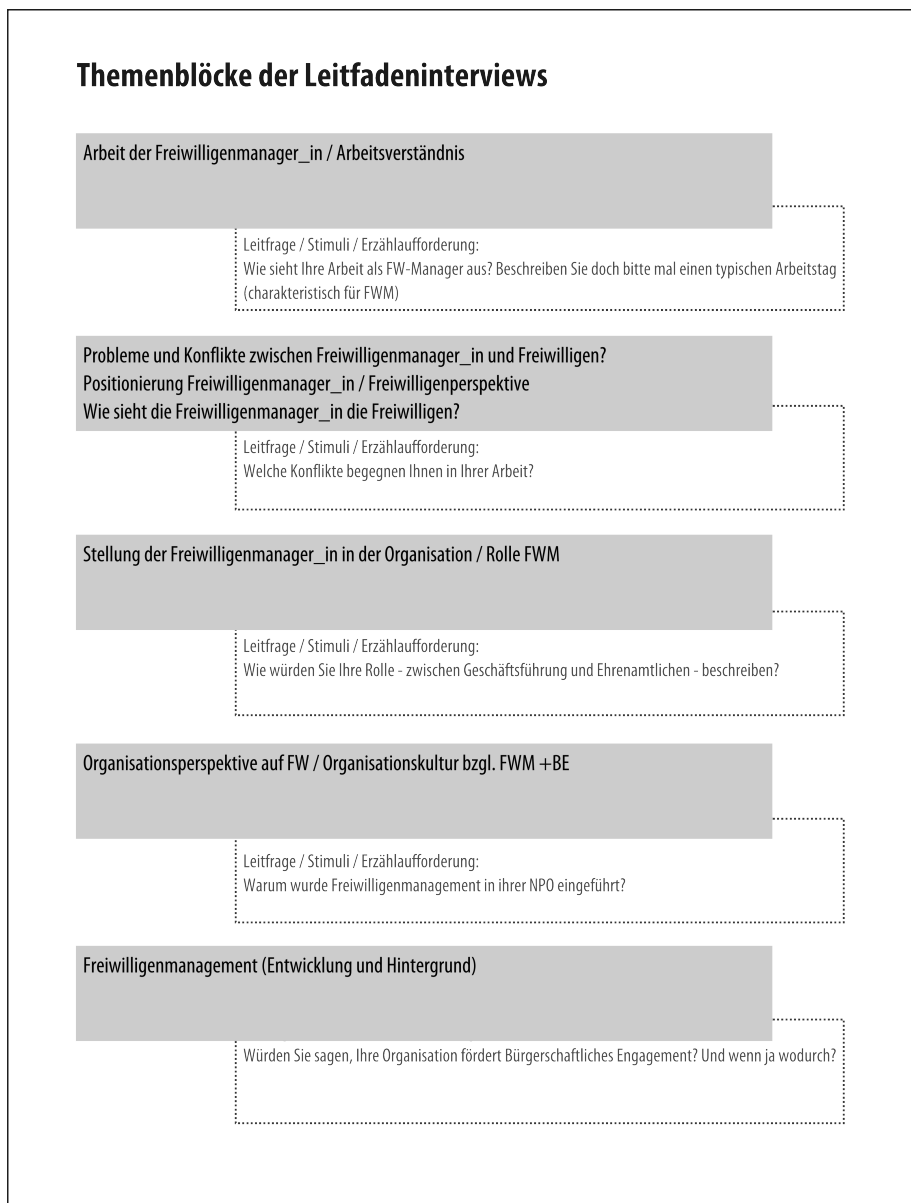 Themenblöcke der Leitfadeninterviews
Arbeit der Freiwilligenmanager_in / Arbeitsverständnis
Leitfrage / Stimuli / Erzählaufforderung:
Wie sieht Ihre Arbeit als FW-Manager aus? Beschreiben Sie doch bitte mal einen typischen Arbeitstag
(charakteristisch für FWM)
Probleme und Konflikte zwischen Freiwilligenmanager_in und Freiwilligen?
Positionierung Freiwilligenmanager_in / Freiwilligenperspektive
Wie sieht die Freiwilligenmanager_in die Freiwilligen?
Leitfrage / Stimuli / Erzählaufforderung:
Welche Konflikte begegnen Ihnen in Ihrer Arbeit?
Stellung der Freiwilligenmanager_in in der Organisation / Rolle FWM
Leitfrage / Stimuli / Erzählaufforderung:
Wie würden Sie Ihre Rolle - zwischen Geschäftsführung und Ehrenamtlichen - beschreiben?
Organisationsperspektive auf FW / Organisationskultur bzgl. FWM +BE
Leitfrage / Stimuli / Erzählaufforderung:
Warum wurde Freiwilligenmanagement in ihrer NPO eingeführt?
Freiwilligenmanagement (Entwicklung und Hintergrund)
Würden Sie sagen, Ihre Organisation fördert Bürgerschaftliches Engagement? Und wenn ja wodurch?